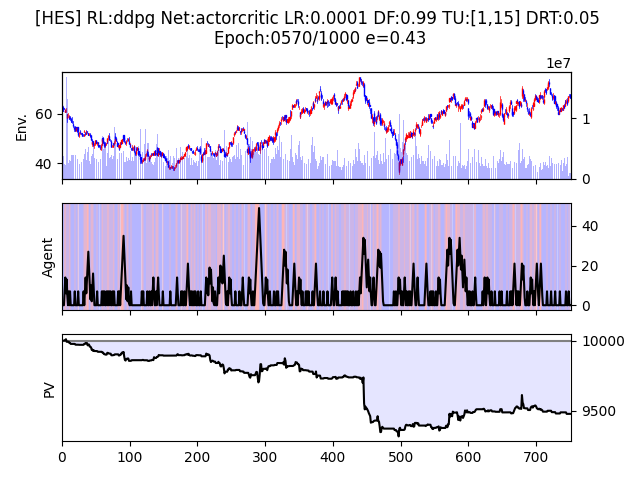 [HES] RL:ddpg Net:actorcritic LR:0.0001 DF:0.99 TU:[1,15] DRT:0.05
Epoch:0570/1000 e=0.43
1e7
Env.
60
40
1
0
Agent
40
20
0
PV
10000
9500
0
100
200
300
400
500
600
700